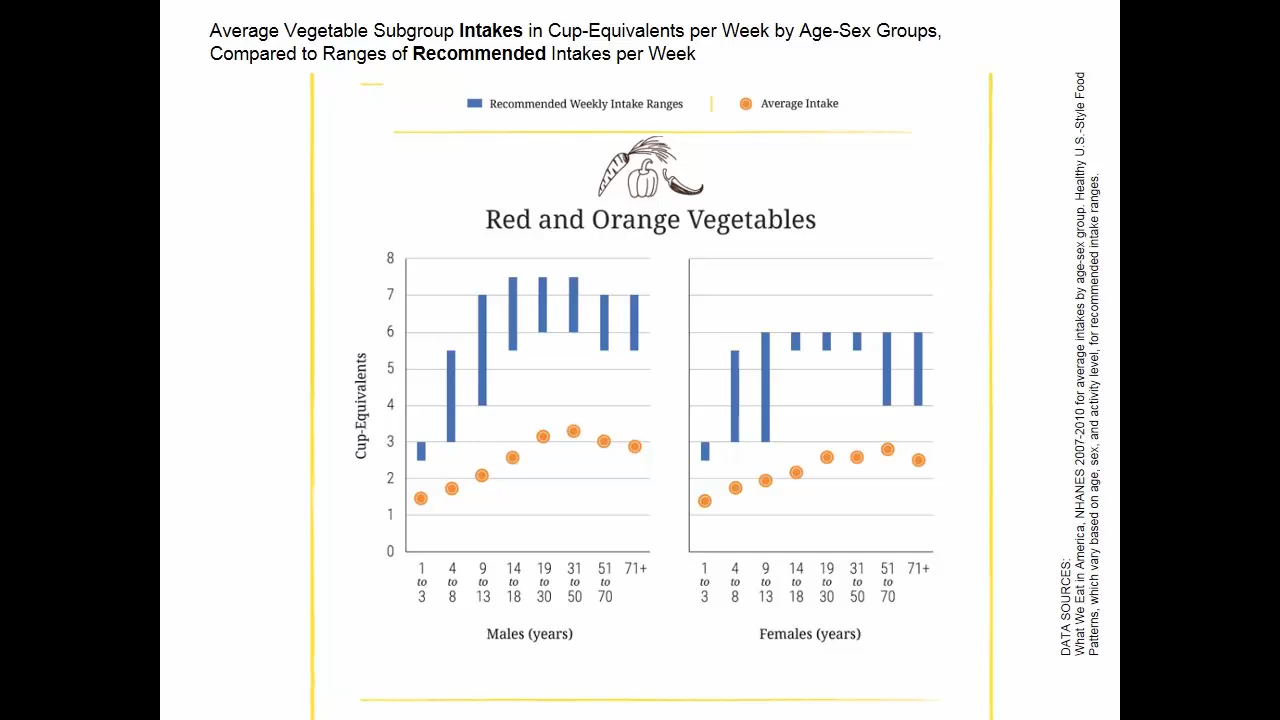 Average Vegetable Subgroup Intakes in Cup-Equivalents per Week by Age-Sex Groups,
Compared to Ranges of Recommended Intakes per Week
Recommended Weekly Intake Ranges
Average Intake
Red and Orange Vegetables
Cup-Equivalents
8
7
6
5
4
3
2
1
0
1 4 9 14 19 31 51 71+
to to to to to to to
3 8 13 18 30 50 70
Males (years)
1 4 9 14 19 31 51 71+
to to to to to to to
3 8 13 18 30 50 70
Females (years)
DATA SOURCES:
What We Eat in America, NHANES 2007-2010 for average intakes by age-sex group. Healthy U.S.-Style Food
Patterns, which vary based on age, sex, and activity level, for recommended intake ranges.